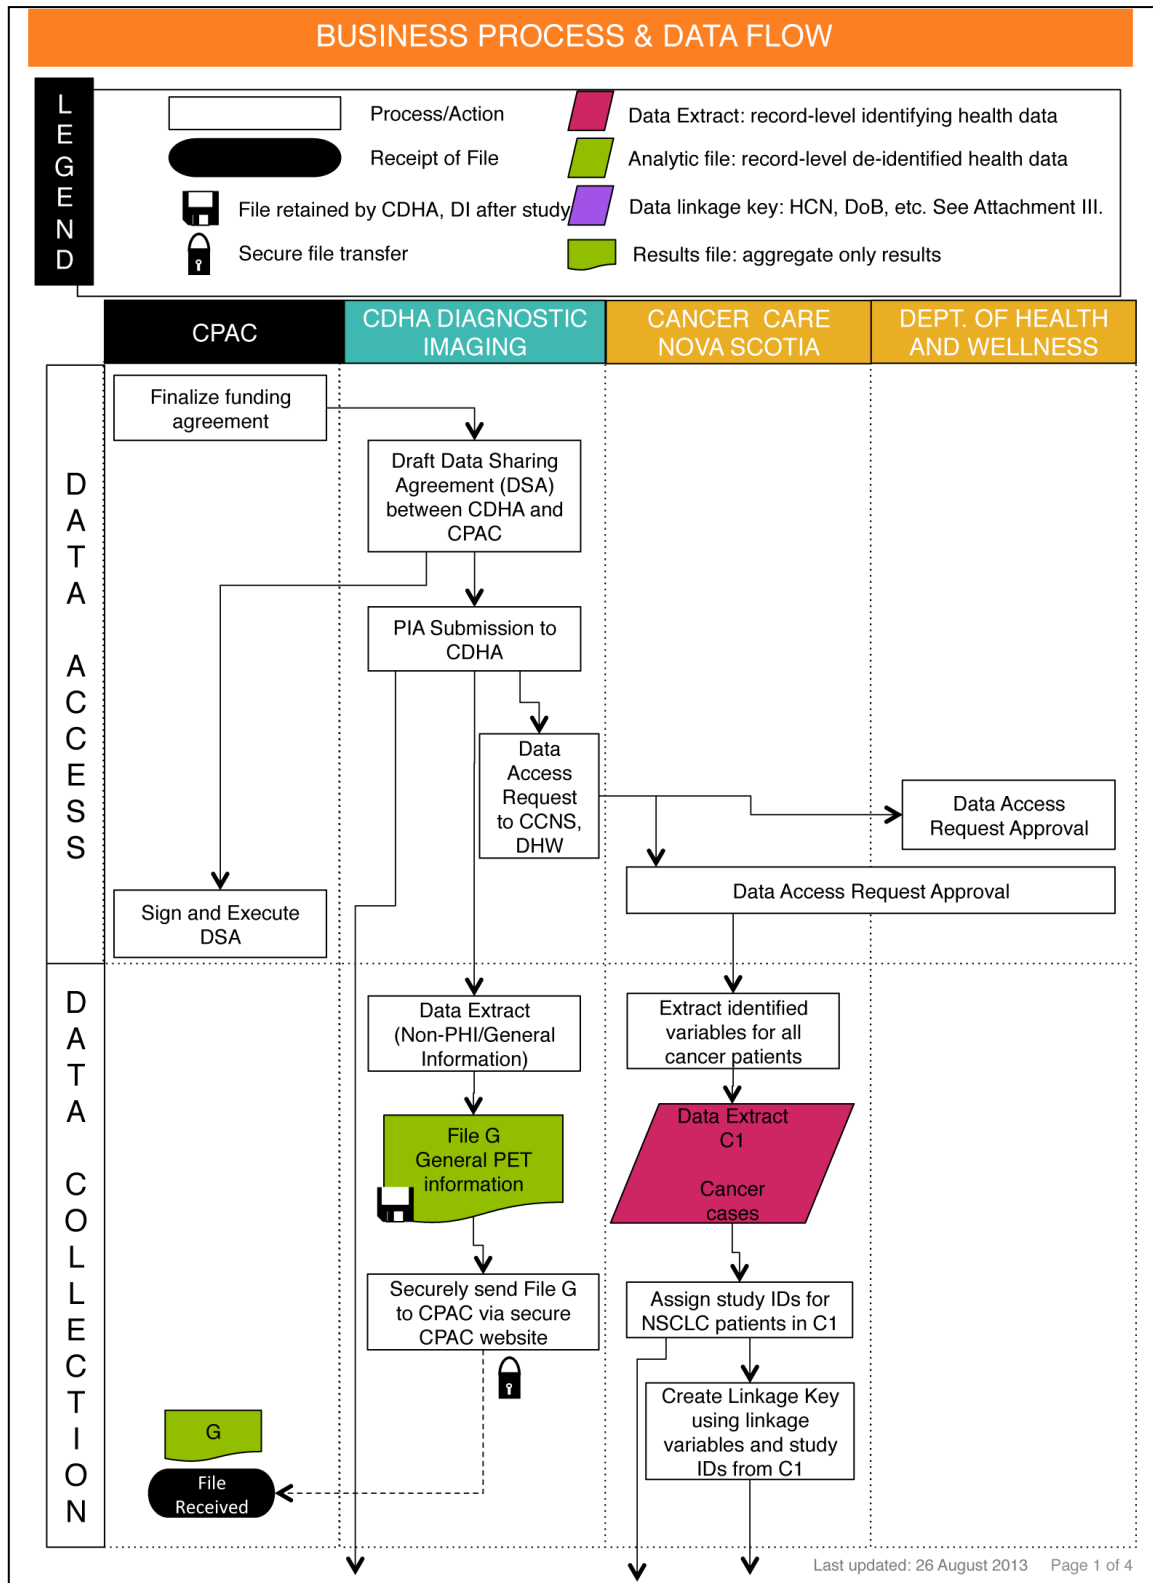 BUSINESS PROCESS & DATA FLOW
LEGEND
Process/Action
Receipt of File
File retained by CDHA, DI after study
Secure file transfer
Data Extract: record-level identifying health data
Analytic file: record-level de-identified health data
Data linkage key: HCN, DoB, etc. See Attachment III.
Results file: aggregate only results
CPAC
CDHA DIAGNOSTIC
IMAGING
CANCER CARE
NOVA SCOTIA
DEPT. OF HEALTH
AND WELLNESS
DATA ACCESS
Finalize funding
agreement
Draft Data Sharing
Agreement (DSA)
between CDHA and
CPAC
PIA Submission to
CDHA
Data
Access
Request
to CCNS,
DHW
Data Access
Request Approval
Data Access Request Approval
Sign and Execute
DSA
DATA COLLECTION
Data Extract
(Non-PHI/General
Information)
Extract identified
variables for all
cancer patients
File G
General PET
information
Data Extract
C1
Cancer
cases
Securely send File G
to CPAC via secure
CPAC website
Assign study IDs for
NSCLC patients in C1
Create Linkage Key
using linkage
variables and study
IDs from C1
G
File
Received
Last updated: 26 August 2013 Page 1 of 4